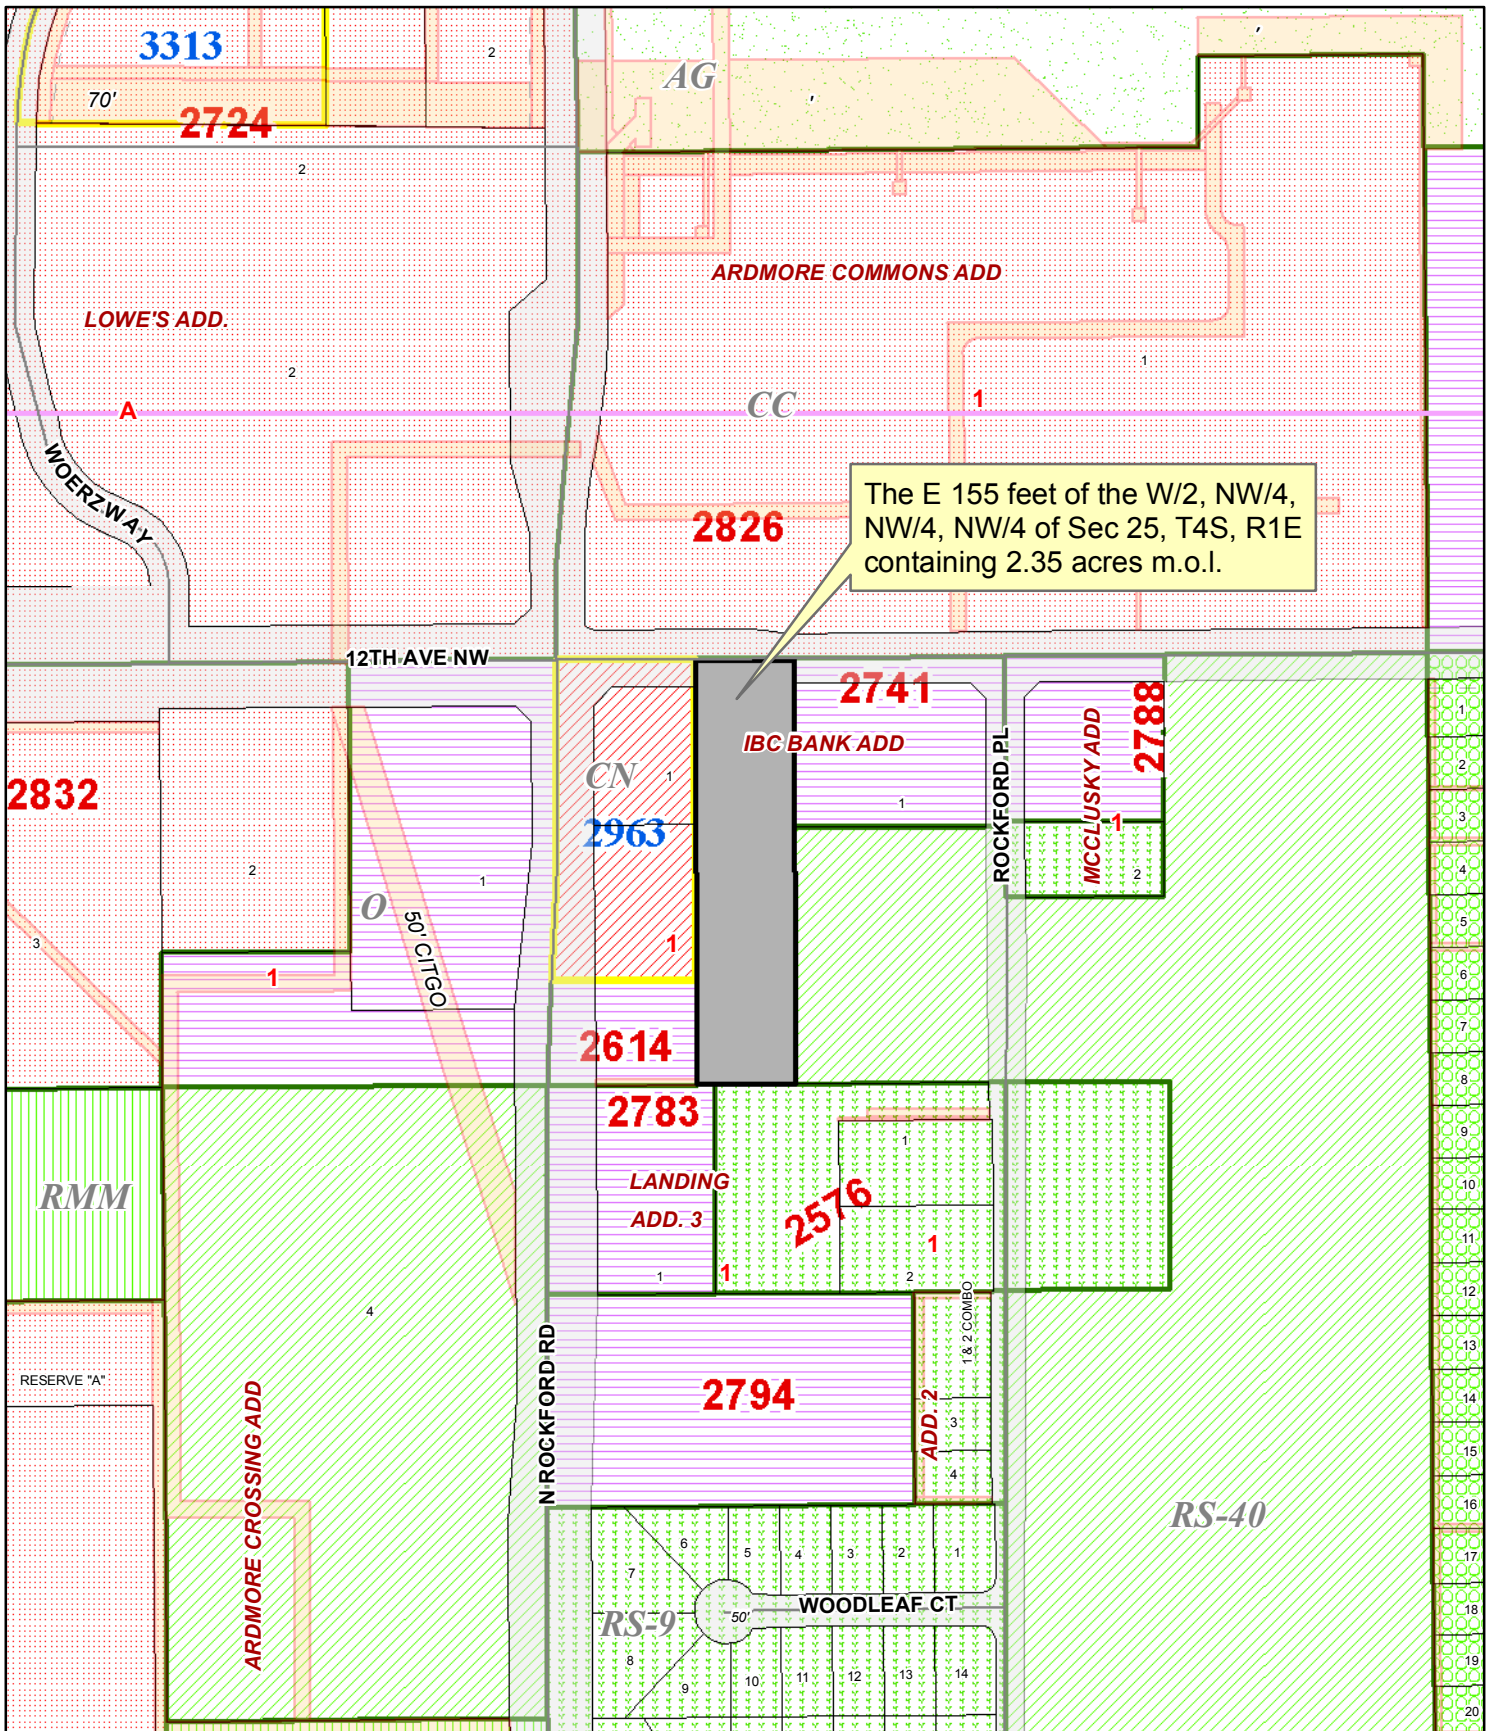 3313
2
AG
'
'
70'
2724
2
ARDMORE COMMONS ADD
LOWE'S ADD.
2
1
A
CC
1
WOERZWAY
The E 155 feet of the W/2, NW/4,
NW/4, NW/4 of Sec 25, T4S, R1E
containing 2.35 acres m.o.l.
2826
12TH AVE NW
2741
2788
1
IBC BANK ADD
ROCKFORD PL
MCCLUSKY ADD
2
CN
1
2832
1
3
2963
1
2
2
4
1
O
50' CITGO
5
3
1
1
6
7
2614
8
2783
9
1
RMM
LANDING
ADD. 3
2576
10
11
1
1
1
2
12
4
1 & 2 COMBO
13
RESERVE "A"
N ROCKFORD RD
2794
ADD. 2
14
3
15
4
ARDMORE CROSSING ADD
16
RS-40
6
5
4
3
2
1
17
7
WOODLEAF CT
50'
RS-9
18
8
19
9
10
11
12
13
14
20